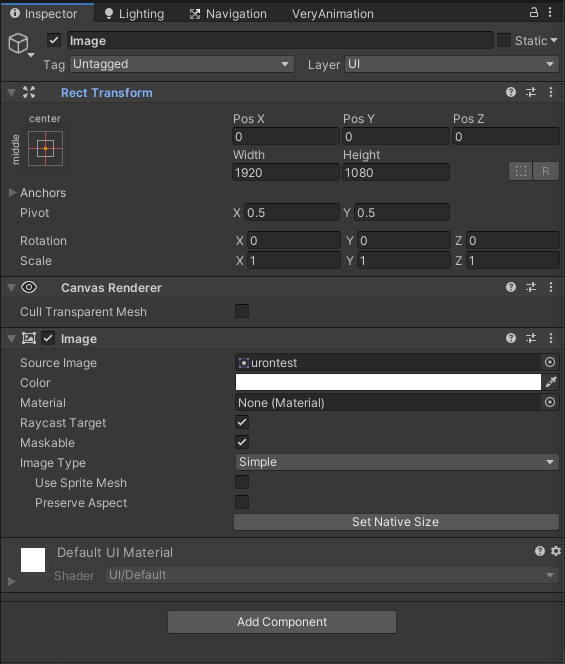 Inspector Lighting Navigation VeryAnimation
Image Static
Tag Untagged Layer UI
Rect Transform
center
middle
Pos X Pos Y Pos Z
0 0 0
Width Height
1920 1080
R
Anchors
Pivot X 0.5 Y 0.5
Rotation X 0 Y 0 Z 0
Scale X 1 Y 1 Z 1
Canvas Renderer
Cull Transparent Mesh
Image
Source Image urontest
Color
Material None (Material)
Raycast Target
Maskable
Image Type Simple
Use Sprite Mesh
Preserve Aspect
Set Native Size
Default UI Material
Shader UI/Default
Add Component